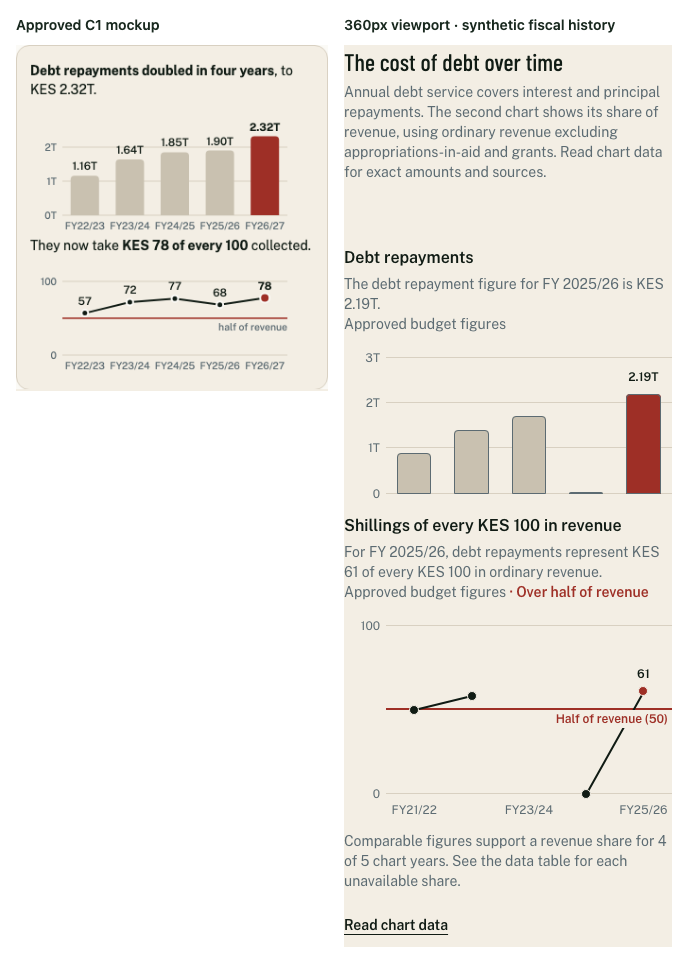 Approved C1 mockup
Debt repayments doubled in four years, to
KES 2.32T.
2.32T
1.90T
1.85T
1.64T
1.16T
2T
1T
0T
FY22/23 FY23/24 FY24/25 FY25/26 FY26/27
They now take KES 78 of every 100 collected.
100
57
72
77
68
78
half of revenue
0
FY22/23 FY23/24 FY24/25 FY25/26 FY26/27
360px viewport · synthetic fiscal history
The cost of debt over time
Annual debt service covers interest and principal
repayments. The second chart shows its share of
revenue, using ordinary revenue excluding
appropriations-in-aid and grants. Read chart data
for exact amounts and sources.
Debt repayments
The debt repayment figure for FY 2025/26 is KES
2.19T.
Approved budget figures
3T
2.19T
2T
1T
0
Shillings of every KES 100 in revenue
For FY 2025/26, debt repayments represent KES
61 of every KES 100 in ordinary revenue.
Approved budget figures · Over half of revenue
100
61
Half of revenue (50)
0
FY21/22 FY23/24 FY25/26
Comparable figures support a revenue share for 4
of 5 chart years. See the data table for each
unavailable share.
Read chart data